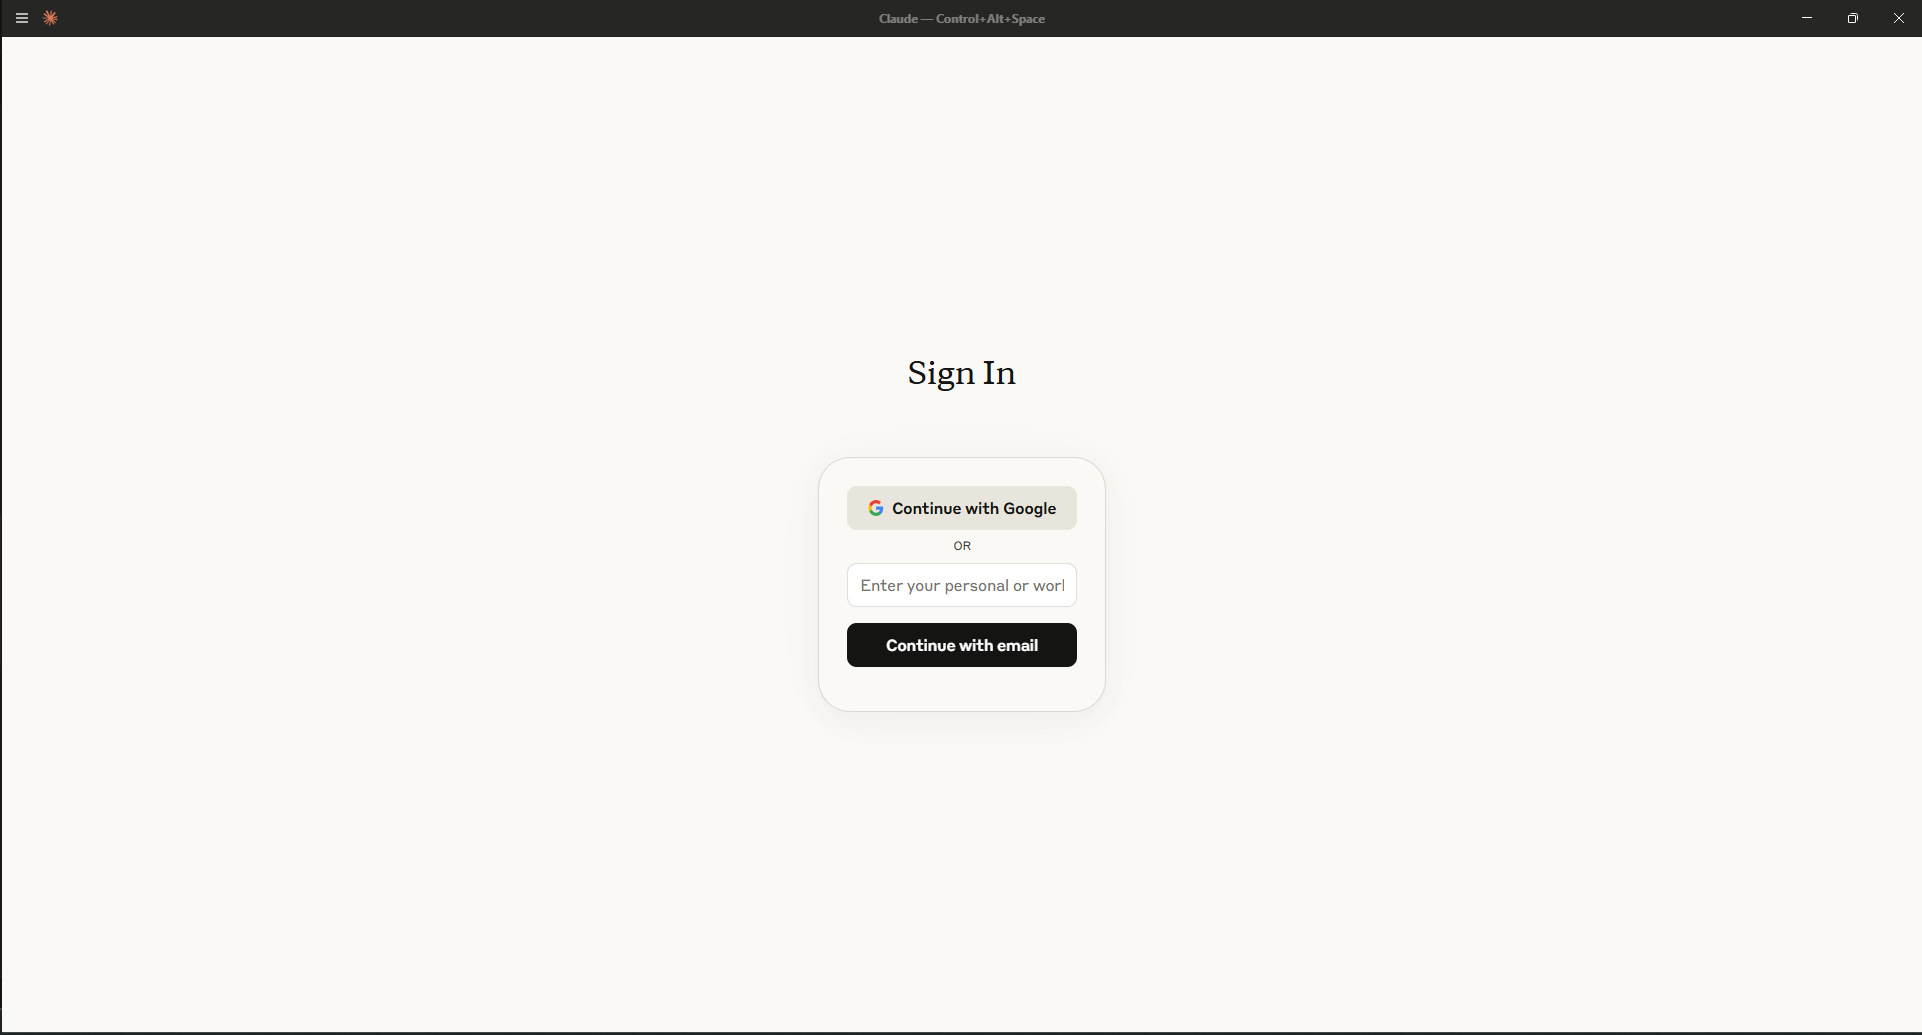 Claude — Control+Alt+Space
Sign In
Continue with Google
OR
Enter your personal or worl
Continue with email